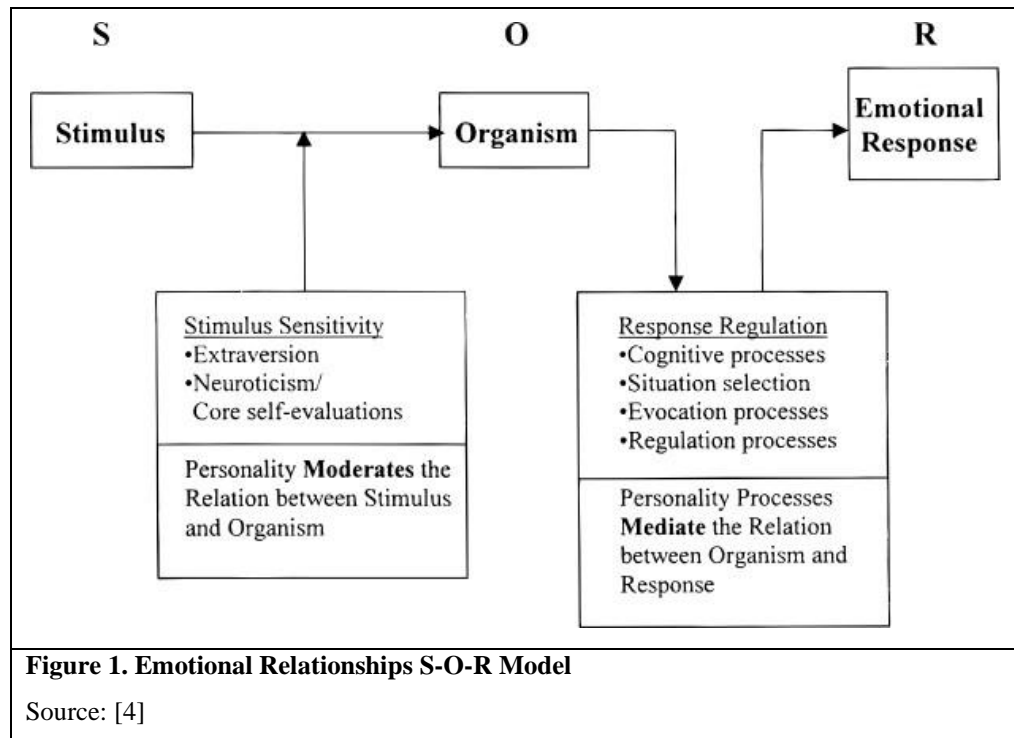 S O R
Stimulus
Organism
Emotional
Response
Stimulus Sensitivity
•Extraversion
•Neuroticism/
Core self-evaluations
Personality Moderates the
Relation between Stimulus
and Organism
Response Regulation
•Cognitive processes
•Situation selection
•Evocation processes
•Regulation processes
Personality Processes
Mediate the Relation
between Organism and
Response
Figure 1. Emotional Relationships S-O-R Model
Source: [4]